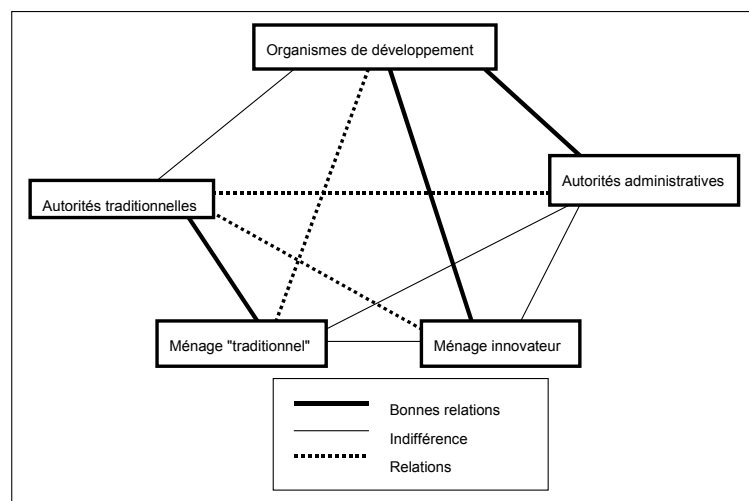 Organismes de développement
Autorités administratives
Autorités traditionnelles
Ménage "traditionnel"
Ménage innovateur
Bonnes relations
Indifférence
Relations